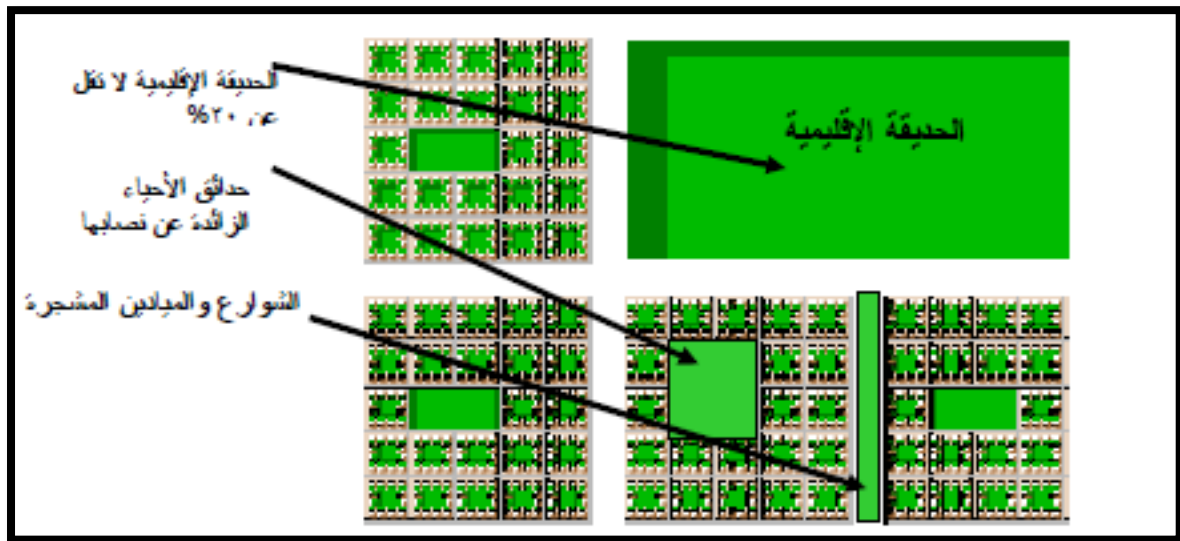 الحديقة الإقليمية لا تقل
عن ٢٠%
الحديقة الإقليمية
حدائق الأحياء
الزائدة عن نصابها
الشوارع والميادين المشجرة